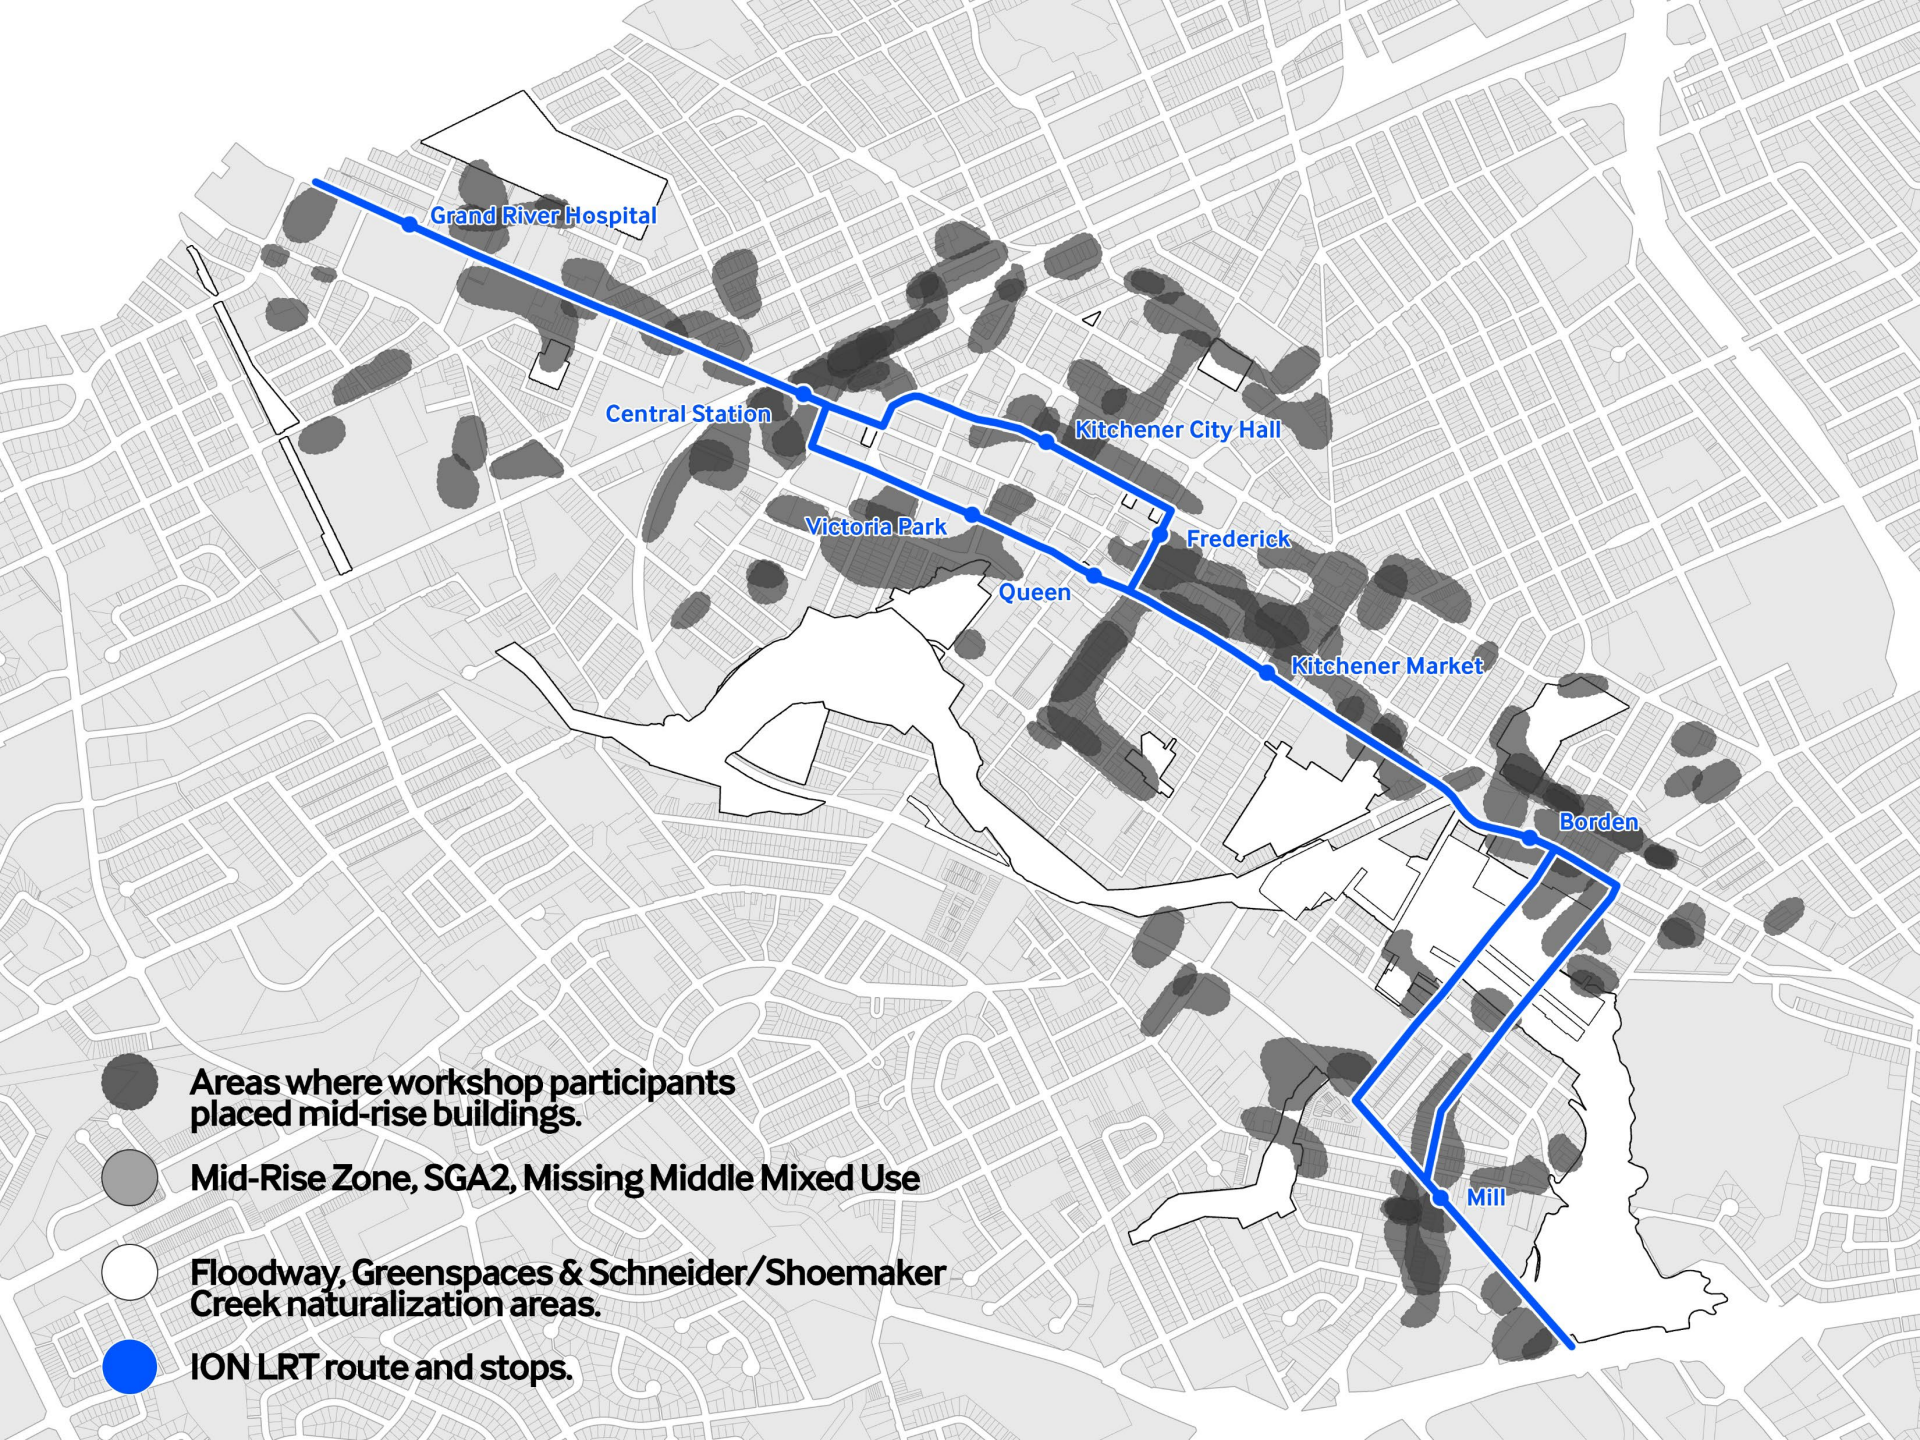 Grand River Hospital
Central Station
Kitchener City Hall
Victoria Park
Frederick
Queen
Kitchener Market
Borden
Mill
Areas where workshop participants
placed mid-rise buildings.
Mid-Rise Zone, SGA2, Missing Middle Mixed Use
Floodway, Greenspaces & Schneider/Shoemaker
Creek naturalization areas.
ION LRT route and stops.